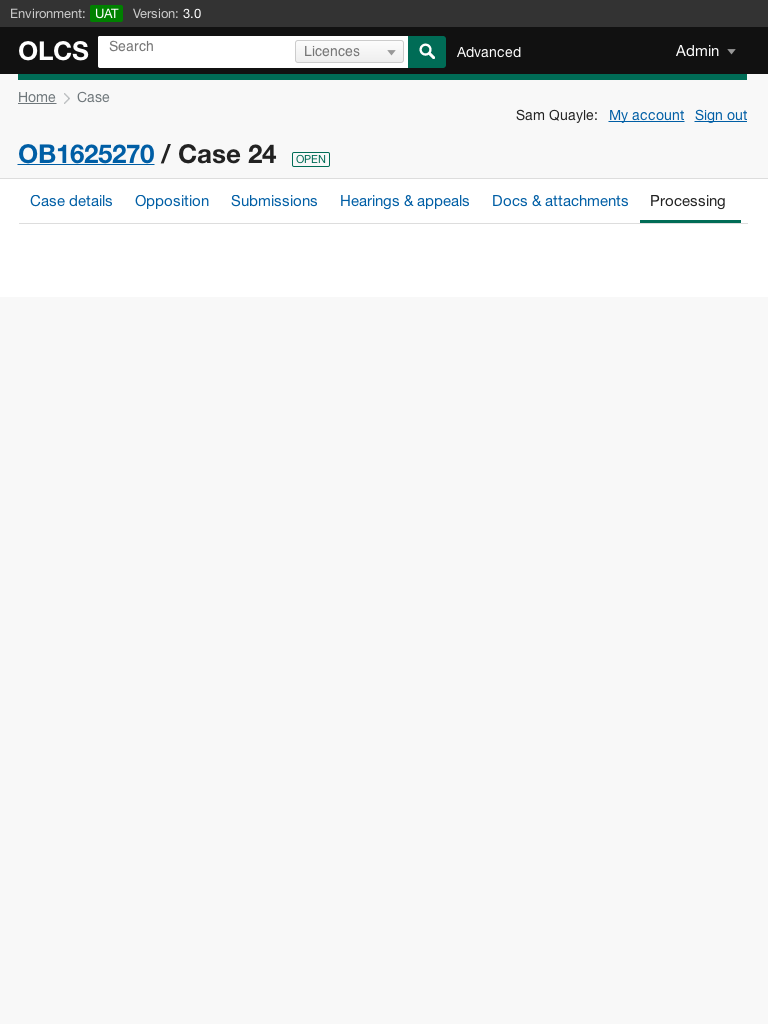 Environment: UAT Version: 3.0
OLCS Search Licences Advanced Admin
Home Case
Sam Quayle: My account Sign out
OB1625270 / Case 24 OPEN
Case details Opposition Submissions Hearings & appeals Docs & attachments Processing